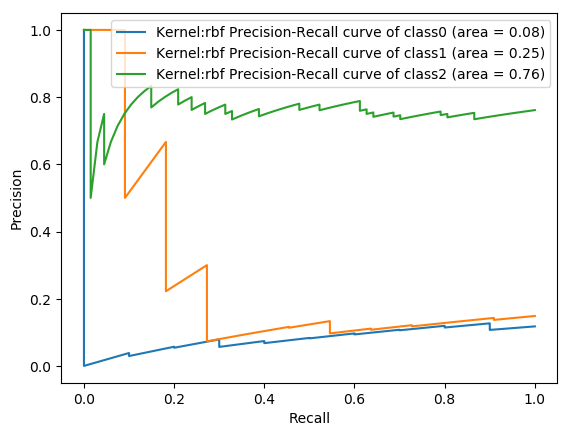 Kernel:rbf Precision-Recall curve of class0 (area = 0.08)
Kernel:rbf Precision-Recall curve of class1 (area = 0.25)
Kernel:rbf Precision-Recall curve of class2 (area = 0.76)
1.0
0.8
0.6
0.4
0.2
0.0
Precision
0.0 0.2 0.4 0.6 0.8 1.0
Recall